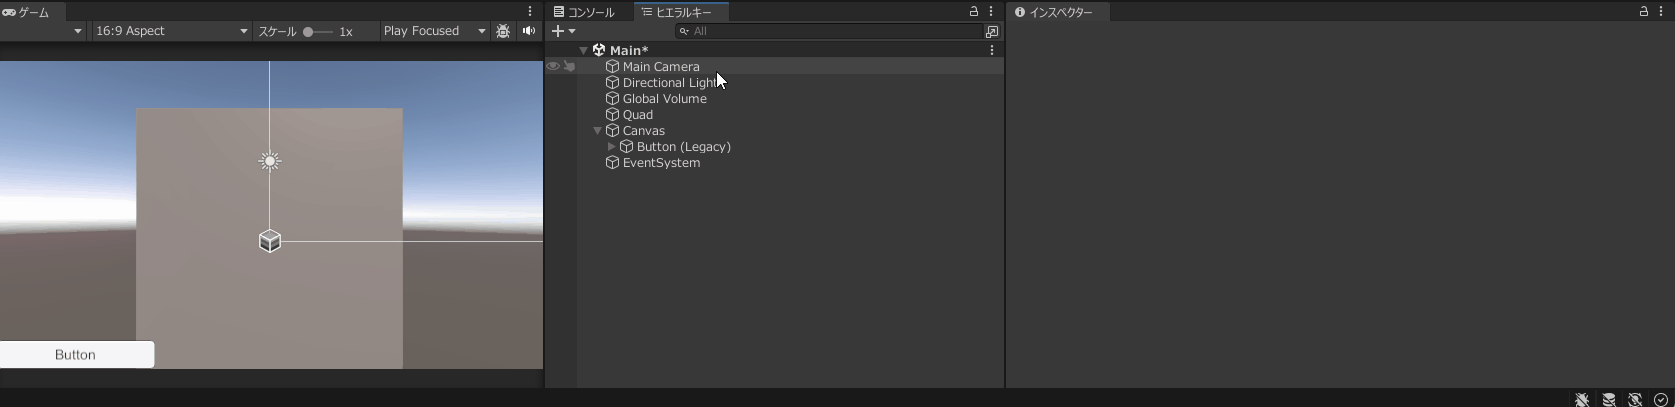 ゲーム
コンソール
ヒエラルキー
インスペクター
16:9 Aspect
スケール
1x
Play Focused
All
Main*
Main Camera
Directional Light
Global Volume
Quad
Canvas
Button (Legacy)
EventSystem
Button